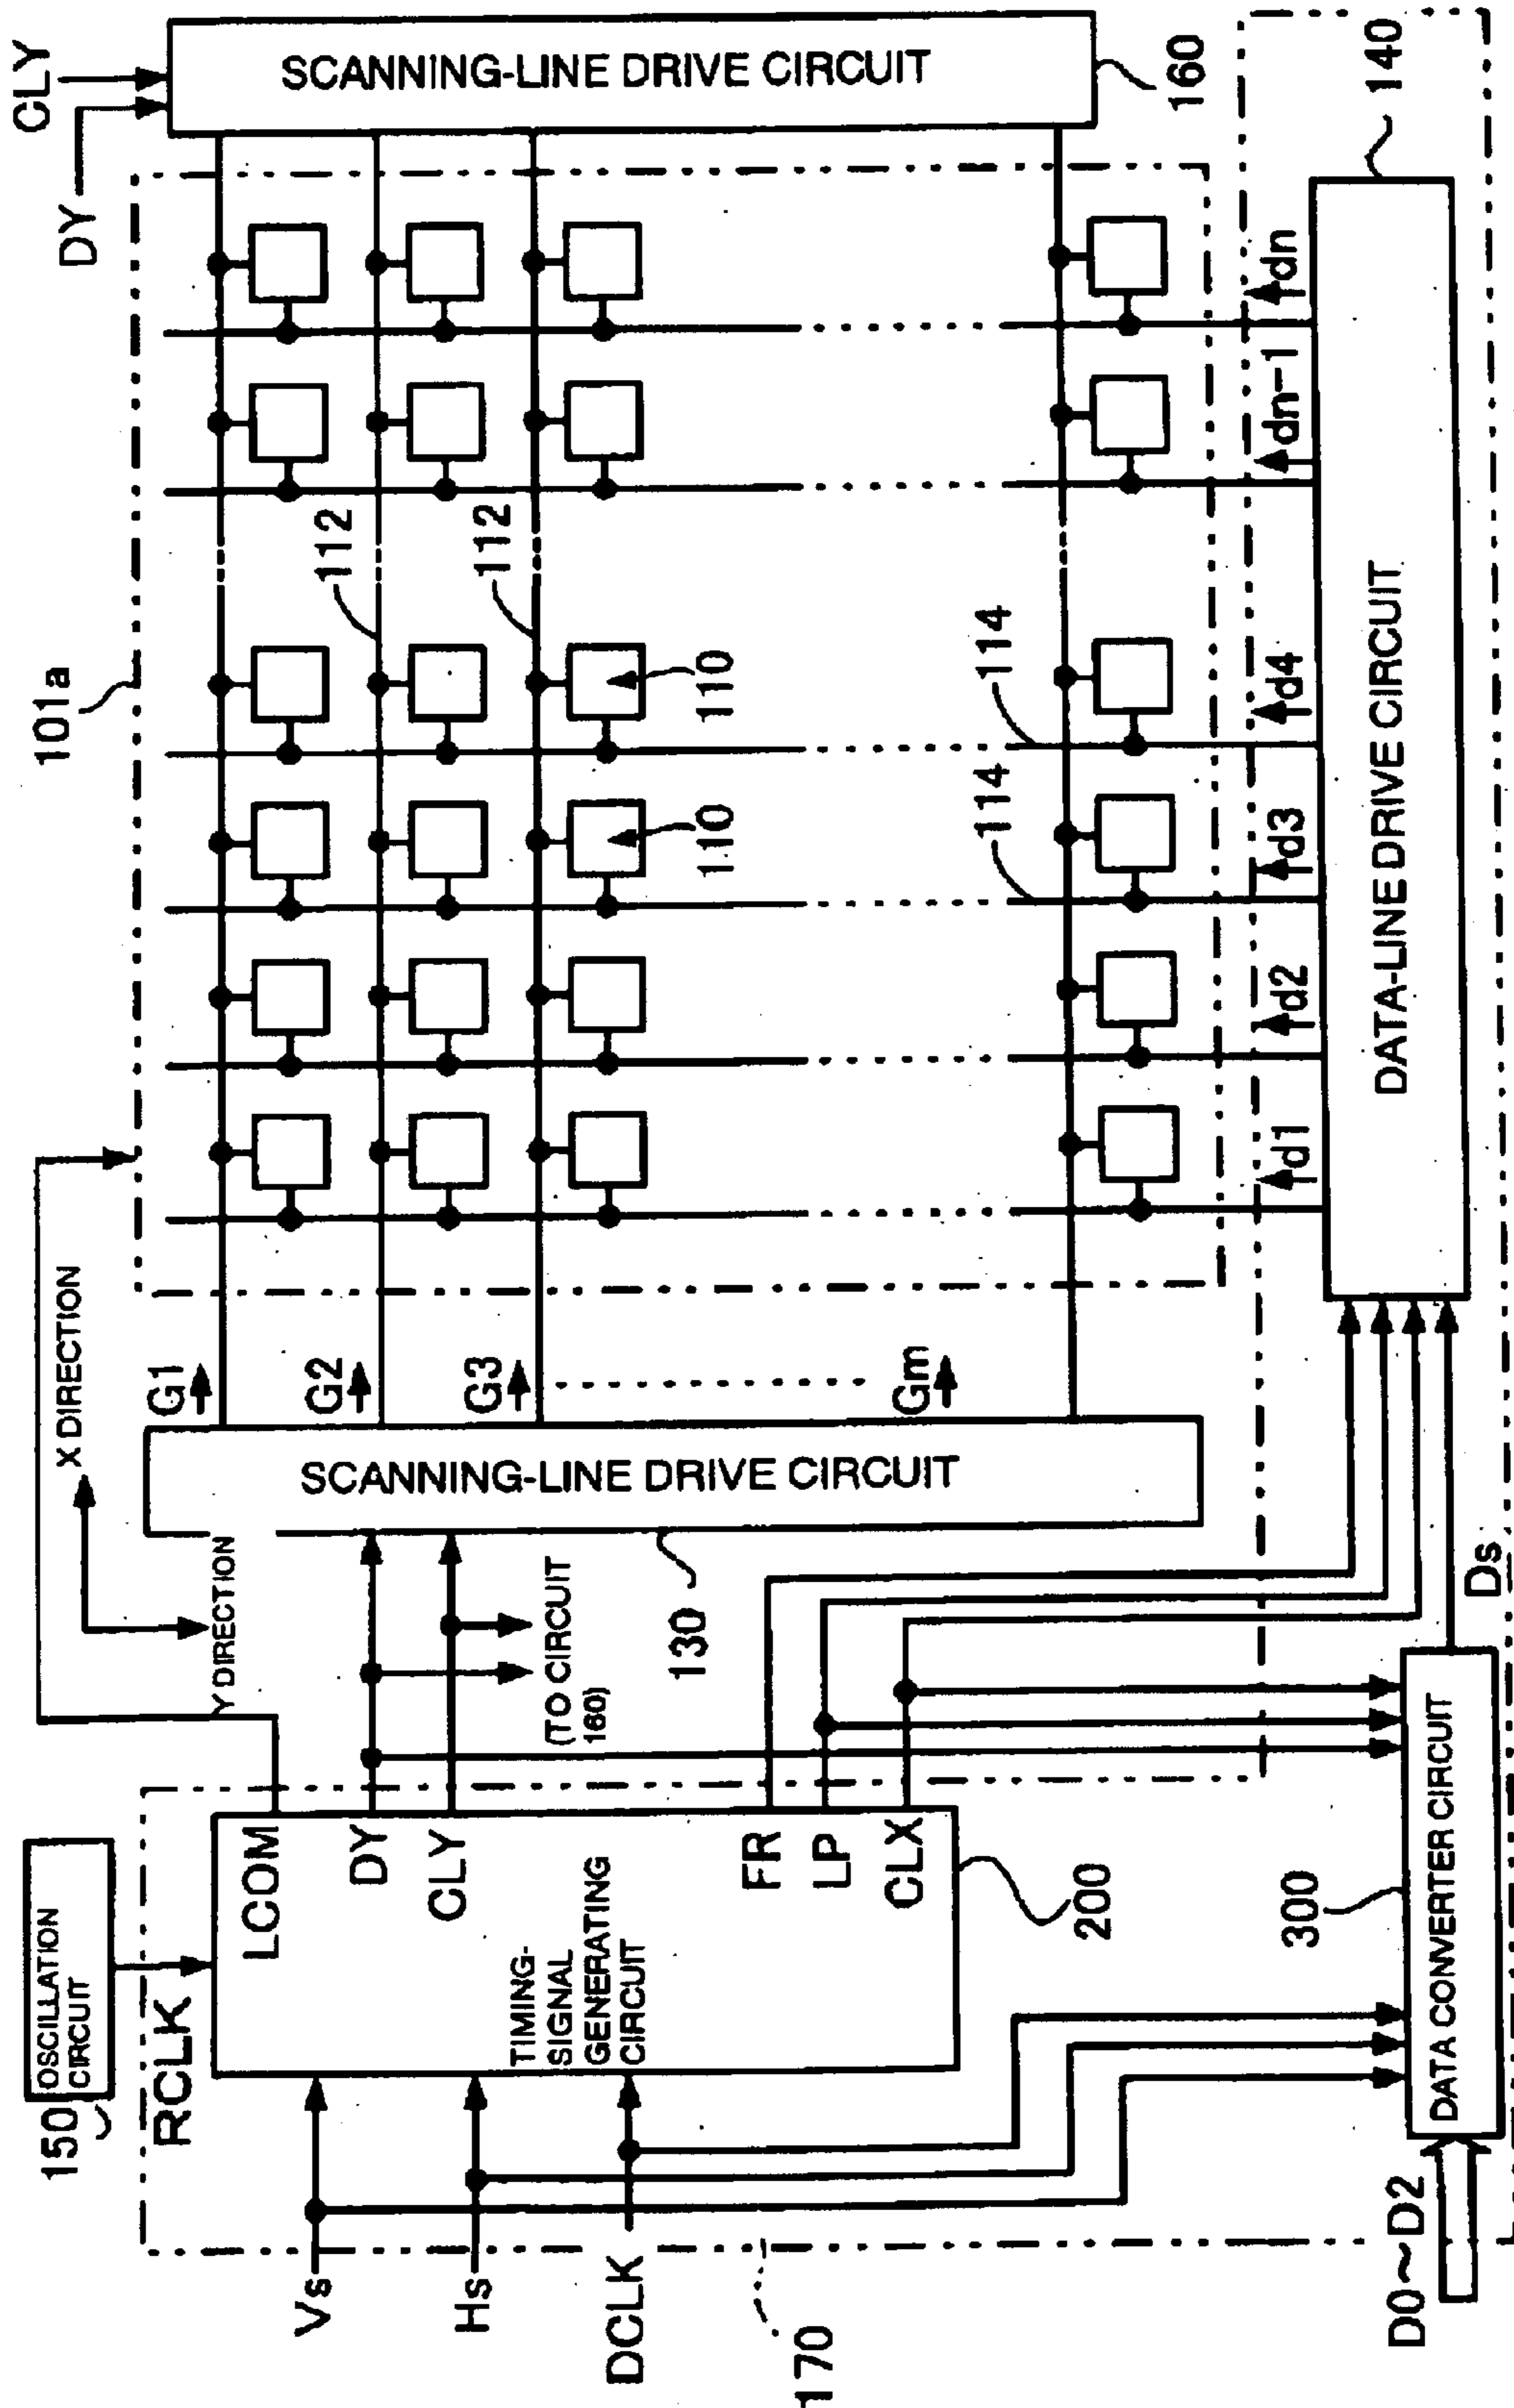 CLY
DY
SCANNING-LINE DRIVE CIRCUIT
160
101a
112
112
110
110
114
114
140
dn
dn-1
d4
d3
d2
d1
DATA-LINE DRIVE CIRCUIT
X DIRECTION
Y DIRECTION
G1
G2
G3
Gm
SCANNING-LINE DRIVE CIRCUIT
130
(TO CIRCUIT
160)
OSCILLATION
CIRCUIT
150
RCLK
LCOM
DY
CLY
FR
LP
CLX
TIMING-
SIGNAL
GENERATING
CIRCUIT
200
Vs
Hs
DCLK
170
300
DATA CONVERTER CIRCUIT
Ds
D0~D2